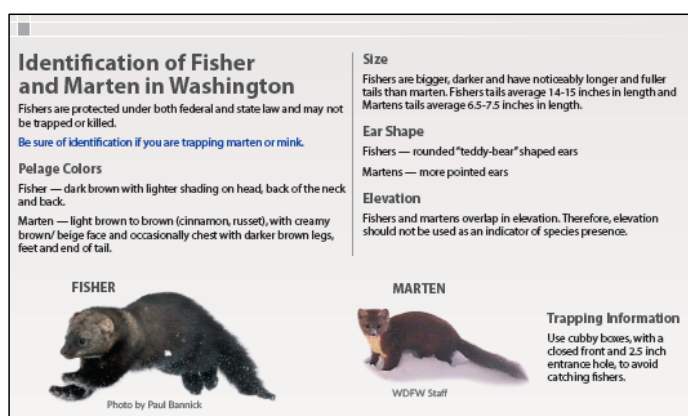 Identification of Fisher
and Marten in Washington
Fishers are protected under both federal and state law and may not
be trapped or killed.
Be sure of identification if you are trapping marten or mink.
Pelage Colors
Fisher — dark brown with lighter shading on head, back of the neck
and back.
Marten — light brown to brown (cinnamon, russet), with creamy
brown/ beige face and occasionally chest with darker brown legs,
feet and end of tail.
Size
Fishers are bigger, darker and have noticeably longer and fuller
tails than marten. Fishers tails average 14-15 inches in length and
Martens tails average 6.5-7.5 inches in length.
Ear Shape
Fishers — rounded "teddy-bear" shaped ears
Martens — more pointed ears
Elevation
Fishers and martens overlap in elevation. Therefore, elevation
should not be used as an indicator of species presence.
FISHER
Photo by Paul Bannick
MARTEN
WDFW Staff
Trapping Information
Use cubby boxes, with a
closed front and 2.5 inch
entrance hole, to avoid
catching fishers.